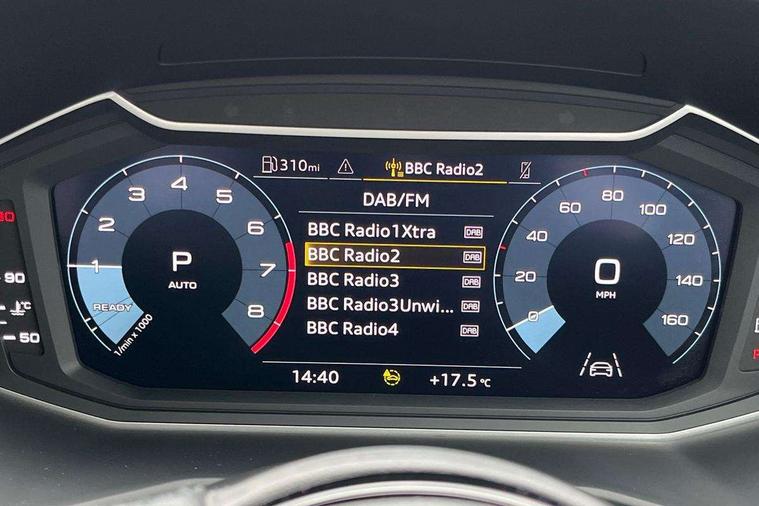 310mi
BBC Radio2
DAB/FM
BBC Radio1Xtra DAB
BBC Radio2 DAB
BBC Radio3 DAB
BBC Radio3Unwi... DAB
BBC Radio4 DAB
14:40
+17.5°C
READY
1
2
3
4
5
6
7
8
1/min x 1000
P
AUTO
0
20
40
60
80
100
120
140
160
0
MPH
90
°C
50